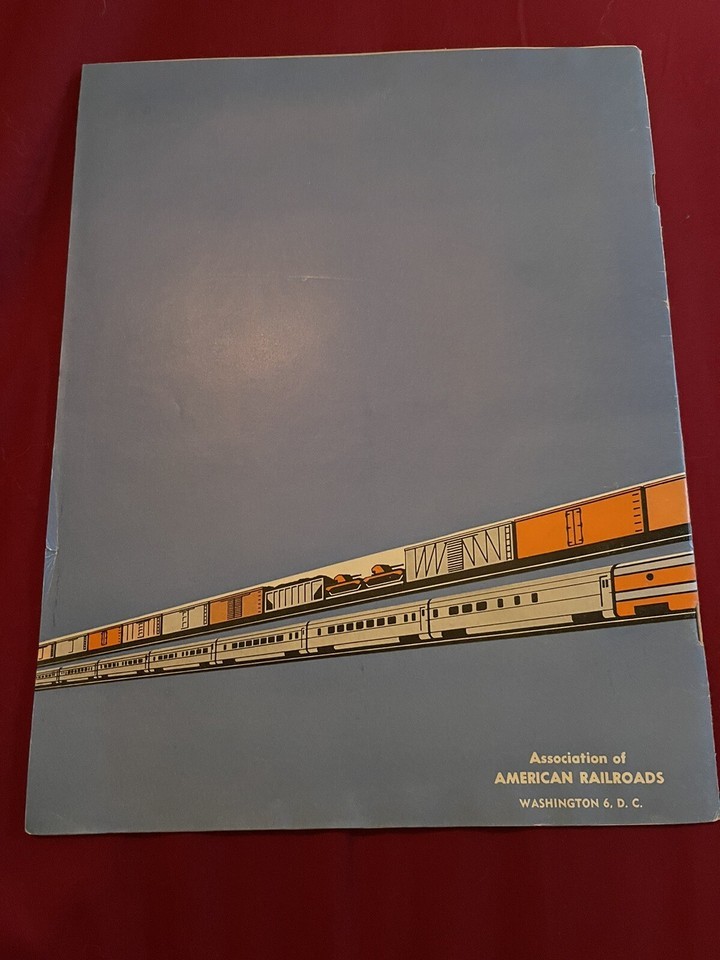 Association of
AMERICAN RAILROADS
WASHINGTON 6, D. C.